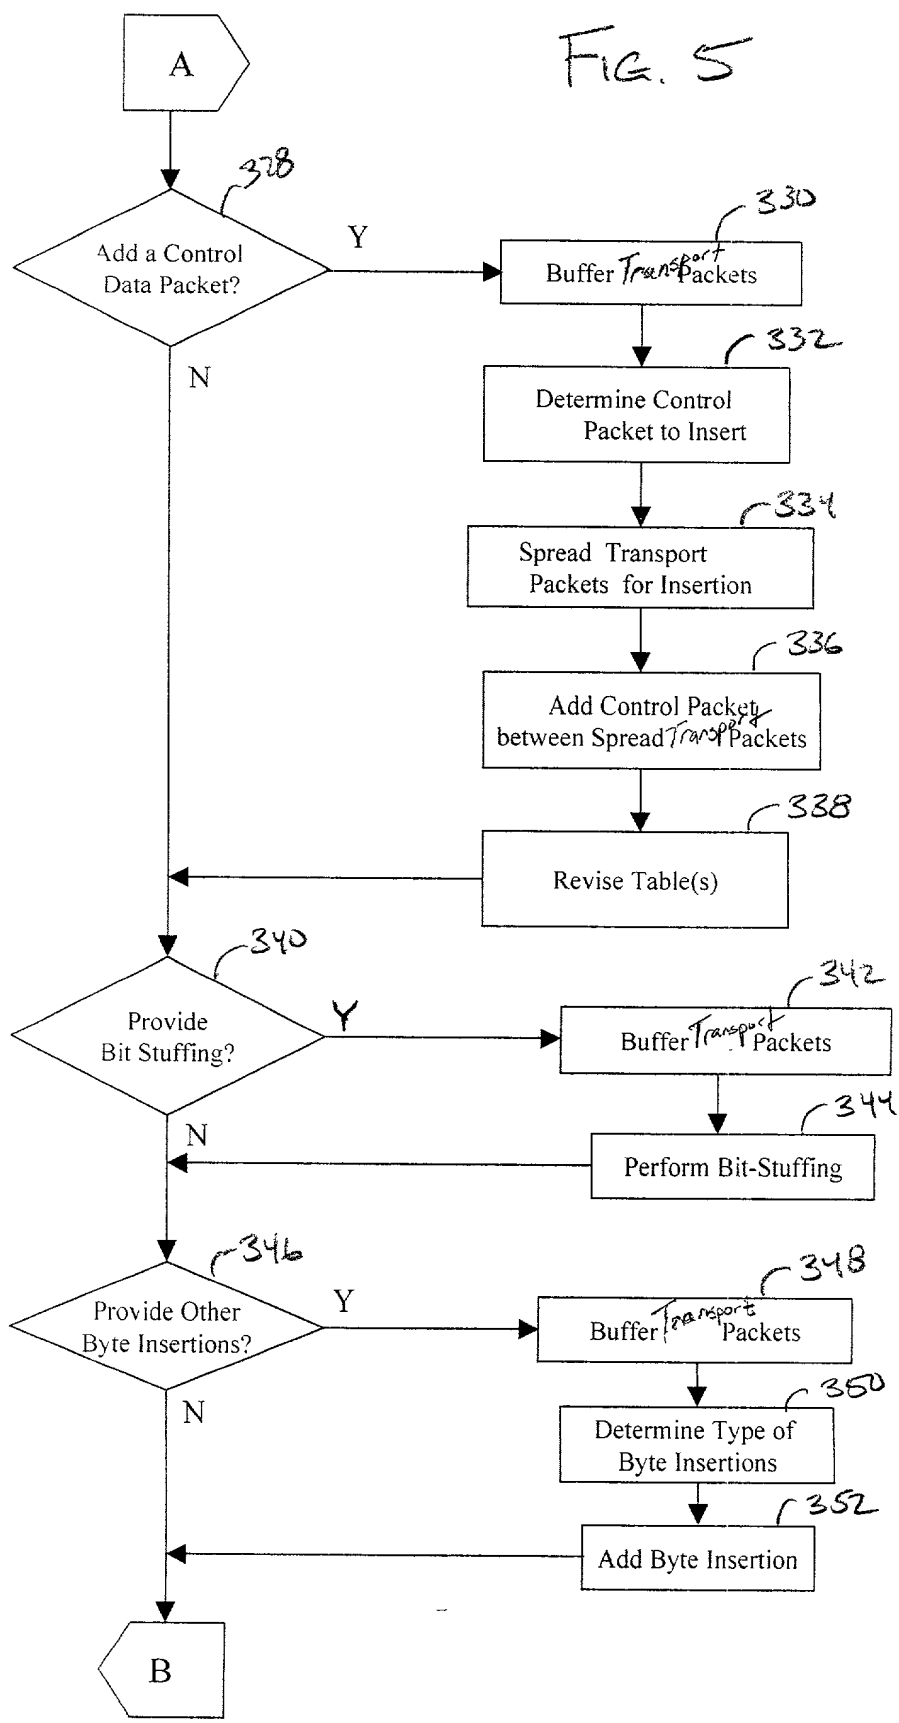 A
FIG. 5
328
Add a Control
Data Packet?
Y
N
330
Buffer Transport Packets
332
Determine Control
Packet to Insert
334
Spread Transport
Packets for Insertion
336
Add Control Packet
between Spread Transport Packets
338
Revise Table(s)
340
Provide
Bit Stuffing?
Y
N
342
Buffer Transport Packets
344
Perform Bit-Stuffing
346
Provide Other
Byte Insertions?
Y
N
348
Buffer Transport Packets
350
Determine Type of
Byte Insertions
352
Add Byte Insertion
B